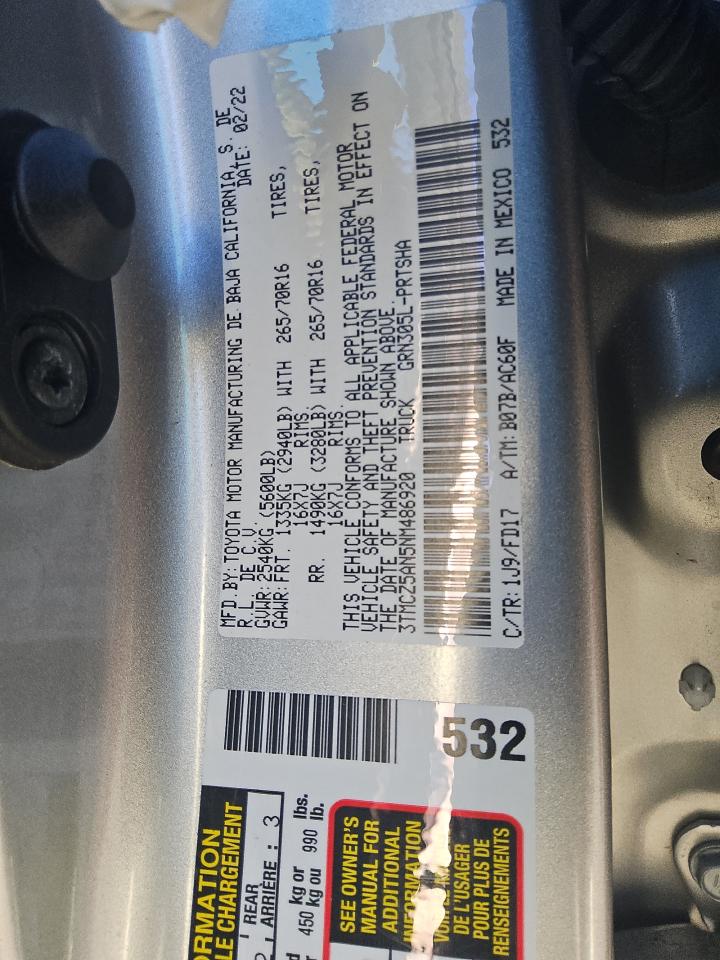 MFD. BY: TOYOTA MOTOR MANUFACTURING DE BAJA CALIFORNIA S. DE
R.L. DE C.V. DATE: 02/22
GVWR: 2540KG (5600LB)
GAWR: FRT. 1335KG (2940LB) WITH 265/70R16 TIRES,
16X7J RIMS,
RR. 1490KG (3280LB) WITH 265/70R16 TIRES,
16X7J RIMS.
THIS VEHICLE CONFORMS TO ALL APPLICABLE FEDERAL MOTOR
VEHICLE SAFETY AND THEFT PREVENTION STANDARDS IN EFFECT ON
THE DATE OF MANUFACTURE SHOWN ABOVE.
3TMCZ5AN5NM486920 TRUCK GRN305L-PRTSHA
C/TR: 1J9/FD17 A/TM: B07B/AC60F MADE IN MEXICO 532
532
REAR
ARRIÈRE : 3
kg or lbs.
450 kg ou 990 lb.
SEE OWNER'S
MANUAL FOR
ADDITIONAL
INFORMATION
DE L'USAGER
POUR PLUS DE
RENSEIGNEMENTS